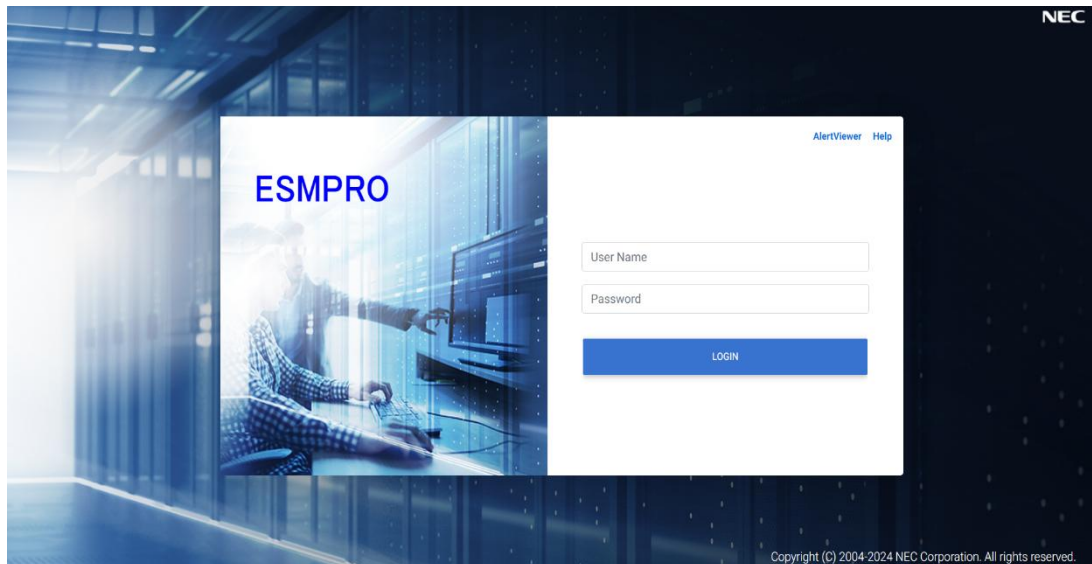 NEC
AlertViewer Help
ESMPRO
User Name
Password
LOGIN
Copyright (C) 2004-2024 NEC Corporation. All rights reserved.